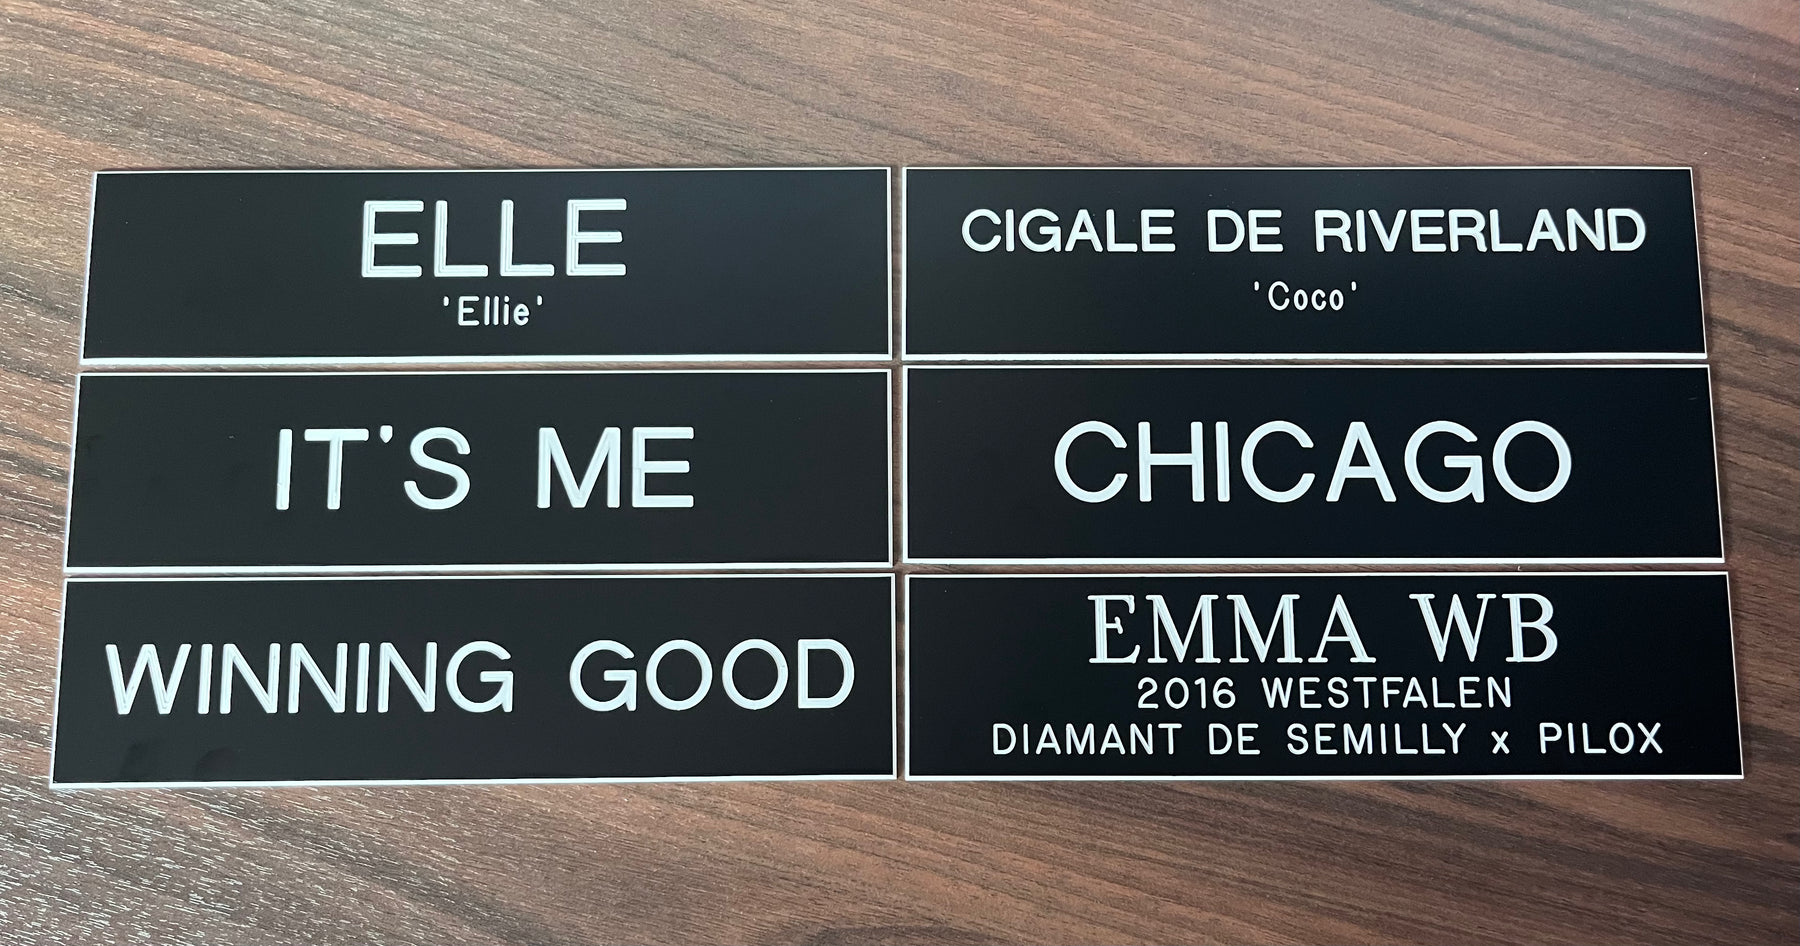 ELLE
'Ellie'
IT'S ME
WINNING GOOD
CIGALE DE RIVERLAND
'Coco'
CHICAGO
EMMA WB
2016 WESTFALEN
DIAMANT DE SEMILLY x PILOX